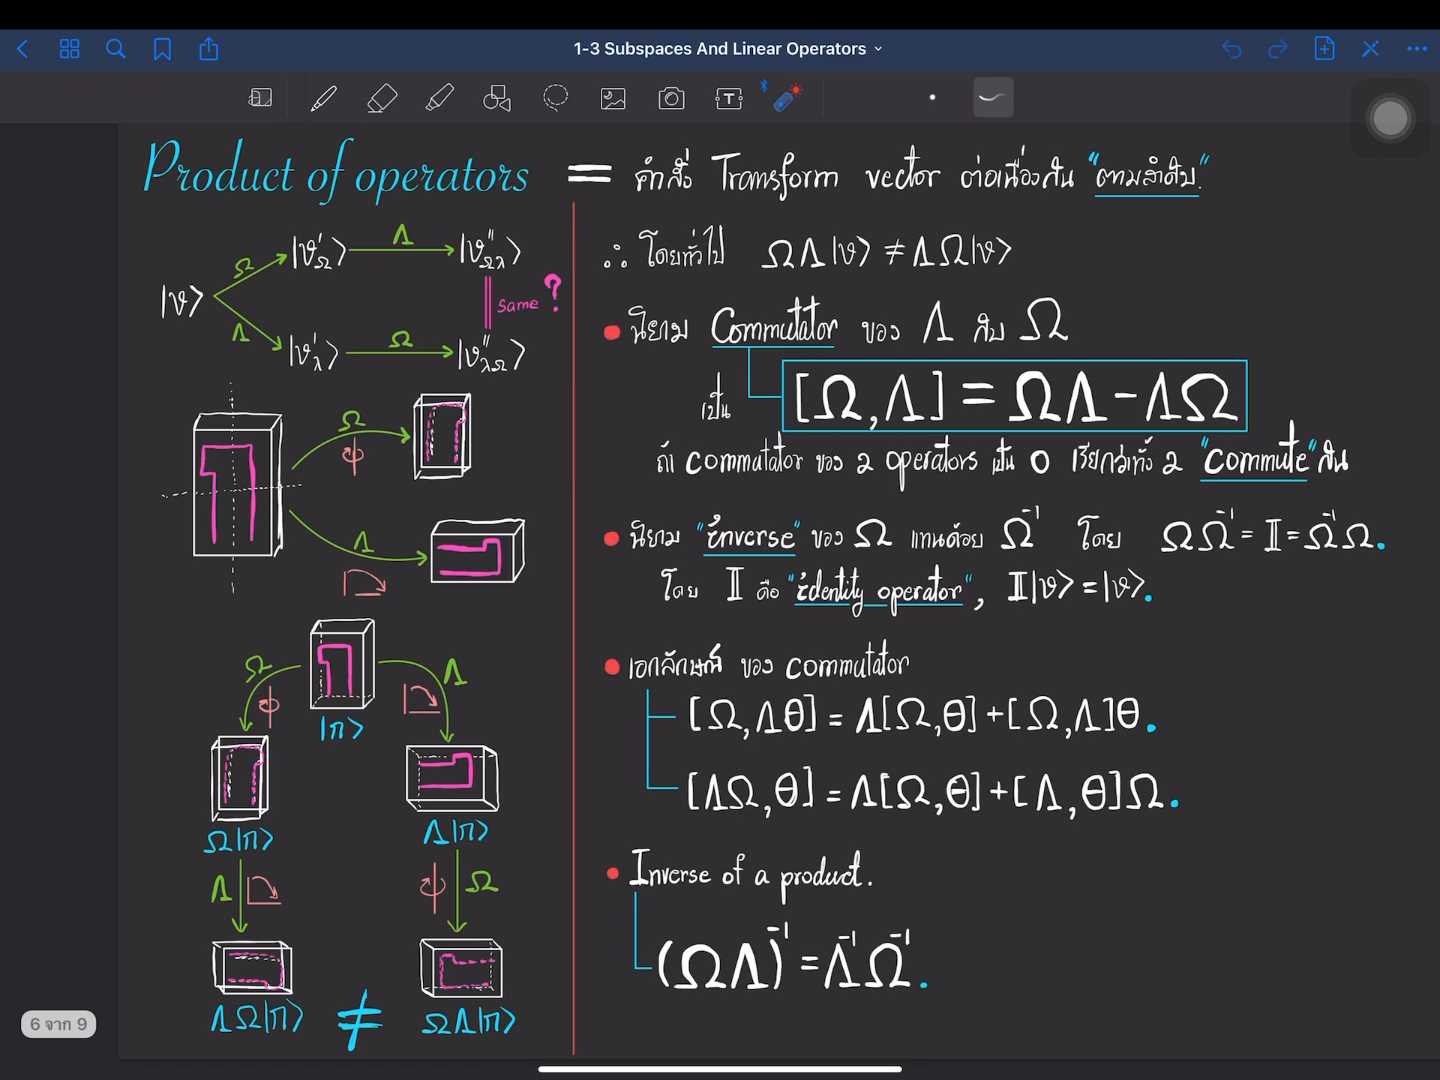 1-3 Subspaces And Linear Operators
Product of operators = คำสั่ง Transform vector ต่อเนื่องกัน "ตามลำดับ"
|v⟩
Ω
|v'Ω⟩
Λ
|v''Ωλ⟩
Same ?
Λ
|v'λ⟩
Ω
|v''λΩ⟩
Ω
Λ
Ω
Λ
|ก⟩
Ω|ก⟩
Λ|ก⟩
Λ
Ω
ΛΩ|ก⟩ ≠ ΩΛ|ก⟩
∴ โดยทั่วไป ΩΛ|v⟩ ≠ ΛΩ|v⟩
นิยาม Commutator ของ Λ กับ Ω
เป็น [Ω,Λ] = ΩΛ-ΛΩ
ถ้า commutator ของ 2 operators เป็น 0 เรียกว่าทั้ง 2 "commute" กัน
นิยาม "inverse" ของ Ω แทนด้วย Ω⁻¹ โดย ΩΩ⁻¹ = 𝕀 = Ω⁻¹Ω.
โดย 𝕀 คือ "identity operator", 𝕀|v⟩ = |v⟩.
เอกลักษณ์ ของ commutator
[Ω,Λθ] = Λ[Ω,θ] + [Ω,Λ]θ.
[ΛΩ,θ] = Λ[Ω,θ] + [Λ,θ]Ω.
Inverse of a product.
(ΩΛ)⁻¹ = Λ⁻¹Ω⁻¹.
6 จาก 9